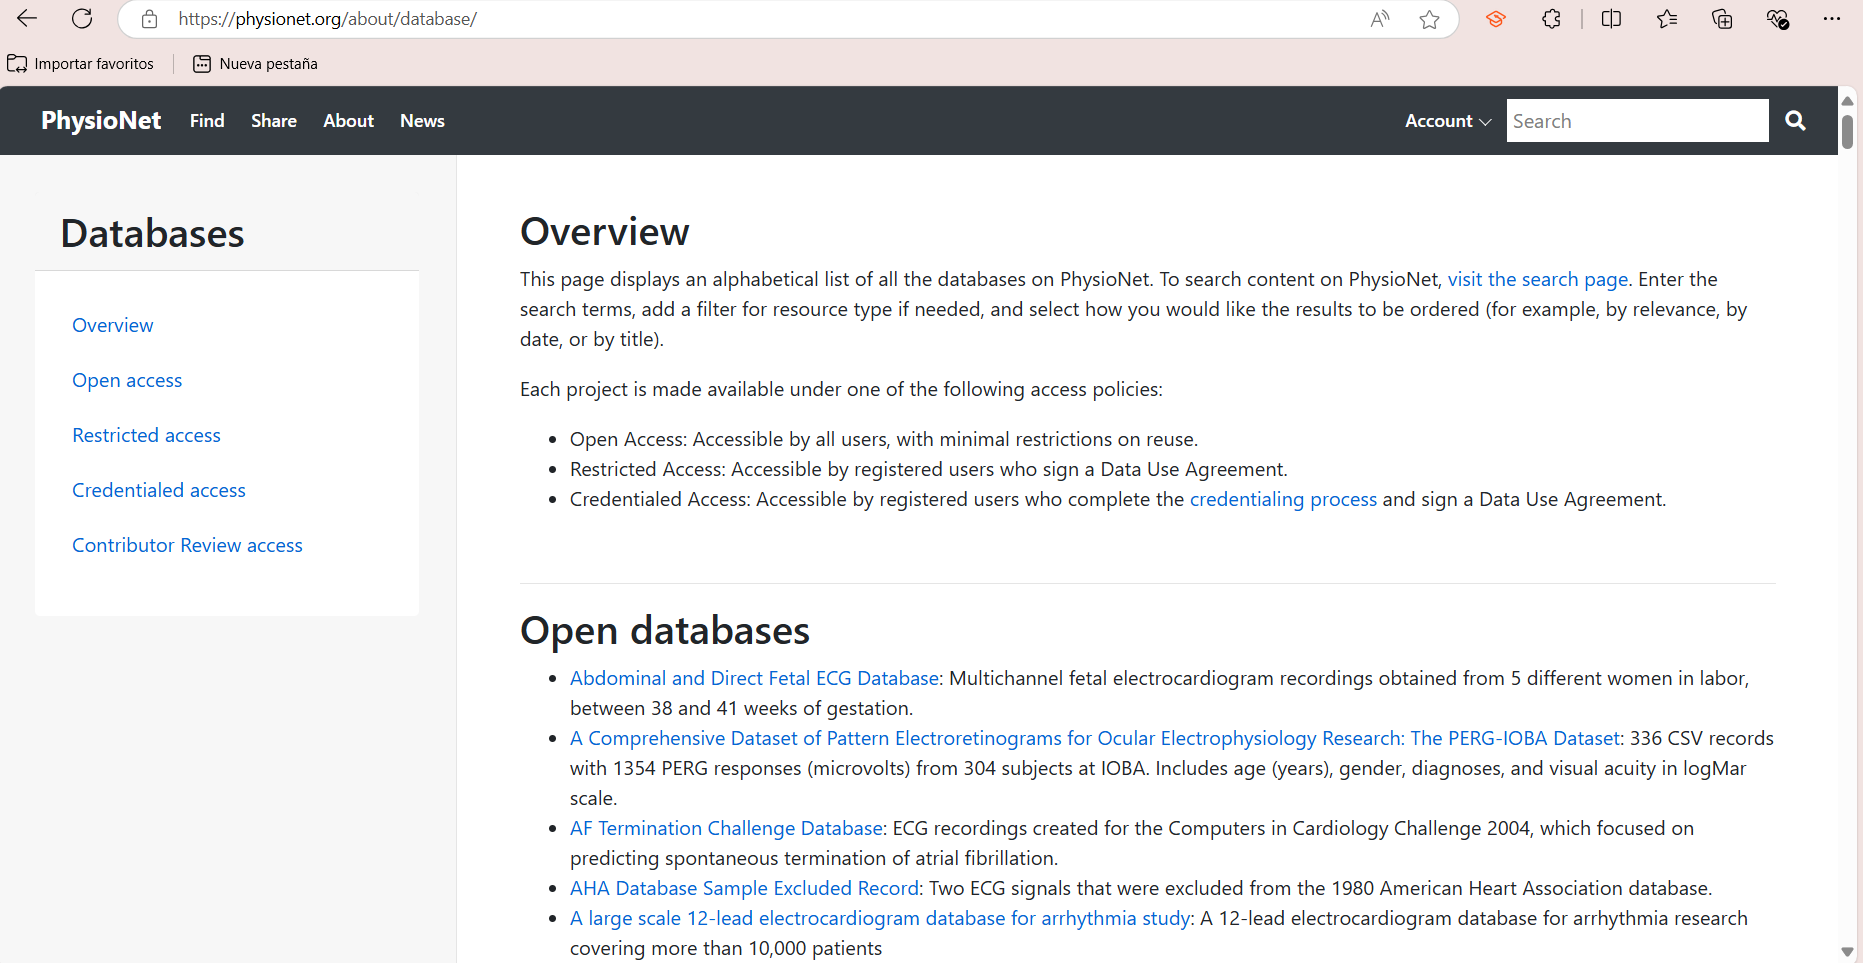 https://physionet.org/about/database/
Importar favoritos
Nueva pestaña
PhysioNet Find Share About News Account Search
Databases
Overview
Open access
Restricted access
Credentialed access
Contributor Review access
Overview
This page displays an alphabetical list of all the databases on PhysioNet. To search content on PhysioNet, visit the search page. Enter the
search terms, add a filter for resource type if needed, and select how you would like the results to be ordered (for example, by relevance, by
date, or by title).
Each project is made available under one of the following access policies:
• Open Access: Accessible by all users, with minimal restrictions on reuse.
• Restricted Access: Accessible by registered users who sign a Data Use Agreement.
• Credentialed Access: Accessible by registered users who complete the credentialing process and sign a Data Use Agreement.
Open databases
• Abdominal and Direct Fetal ECG Database: Multichannel fetal electrocardiogram recordings obtained from 5 different women in labor,
between 38 and 41 weeks of gestation.
• A Comprehensive Dataset of Pattern Electroretinograms for Ocular Electrophysiology Research: The PERG-IOBA Dataset: 336 CSV records
with 1354 PERG responses (microvolts) from 304 subjects at IOBA. Includes age (years), gender, diagnoses, and visual acuity in logMar
scale.
• AF Termination Challenge Database: ECG recordings created for the Computers in Cardiology Challenge 2004, which focused on
predicting spontaneous termination of atrial fibrillation.
• AHA Database Sample Excluded Record: Two ECG signals that were excluded from the 1980 American Heart Association database.
• A large scale 12-lead electrocardiogram database for arrhythmia study: A 12-lead electrocardiogram database for arrhythmia research
covering more than 10,000 patients